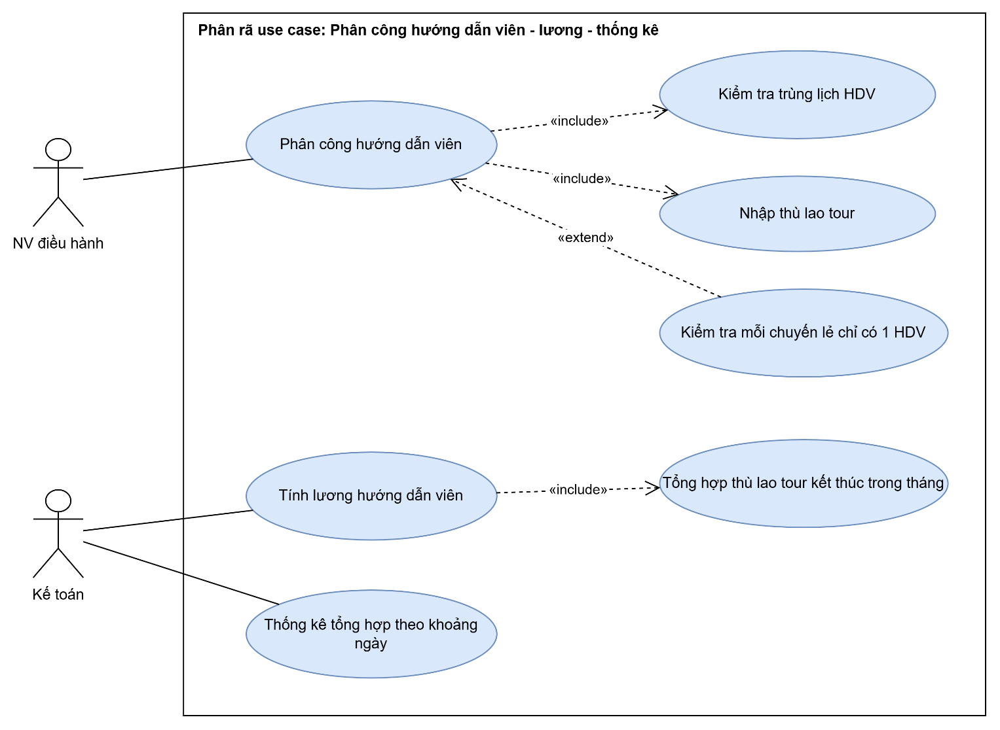 Phân rã use case: Phân công hướng dẫn viên - lương - thống kê
Kiểm tra trùng lịch HDV
«include»
Phân công hướng dẫn viên
«include»
Nhập thù lao tour
«extend»
NV điều hành
Kiểm tra mỗi chuyến lẻ chỉ có 1 HDV
Tổng hợp thù lao tour kết thúc trong tháng
«include»
Tính lương hướng dẫn viên
Kế toán
Thống kê tổng hợp theo khoảng
ngày